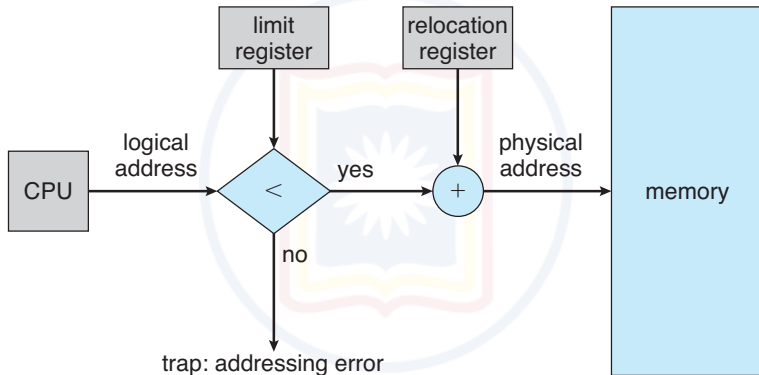 limit
register
relocation
register
logical
address
physical
address
CPU
<
yes
+
memory
no
trap: addressing error